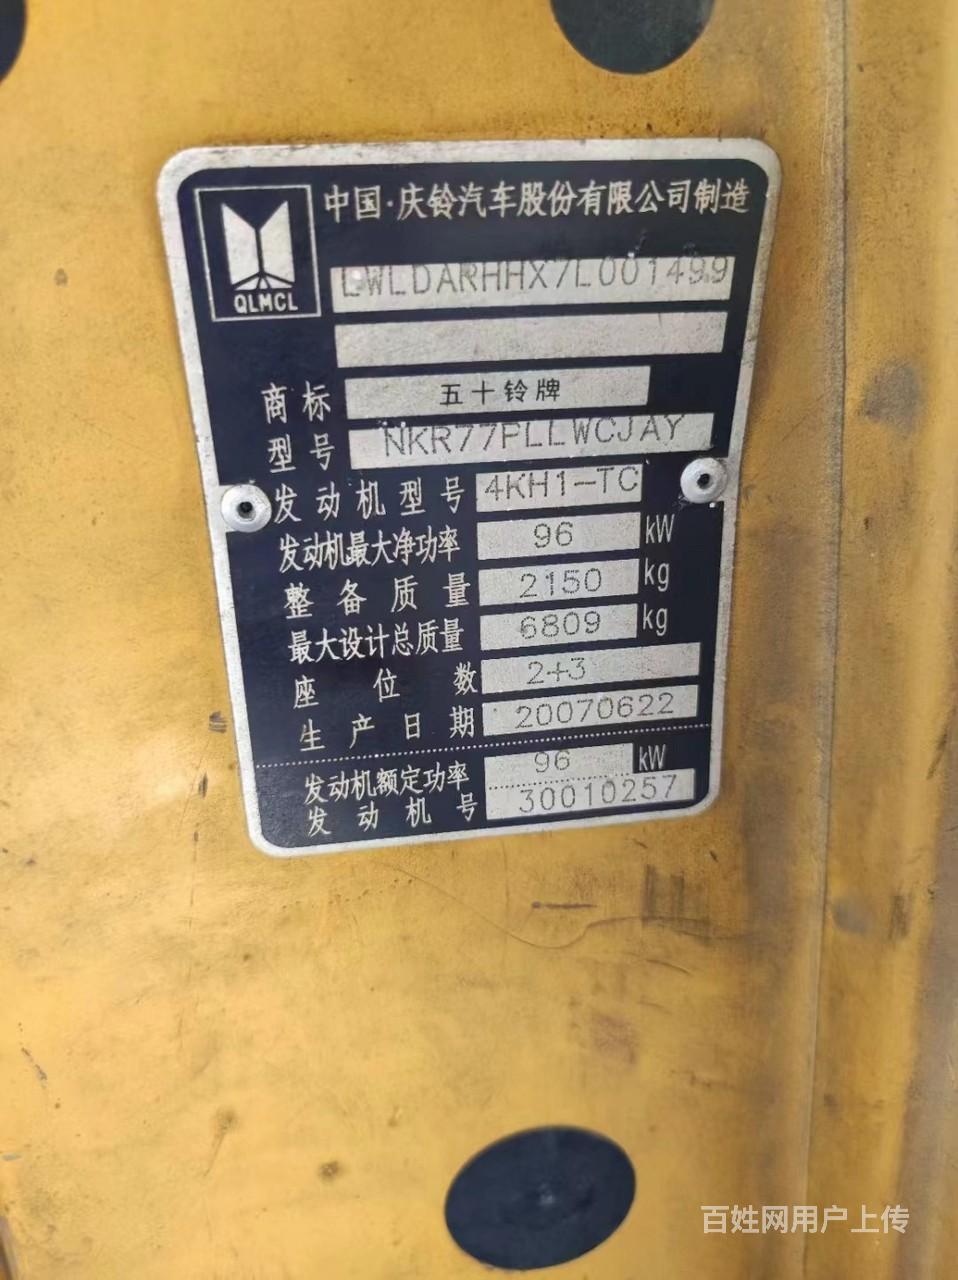 中国·庆铃汽车股份有限公司制造
QLMCL
LWLDARHHX7L001499
商标 五十铃牌
型号 NKR77PLLWCJAY
发动机型号 4KH1-TC
发动机最大净功率 96 kW
整备质量 2150 kg
最大设计总质量 6809 kg
座位数 2+3
生产日期 20070622
发动机额定功率 96 kW
发动机号 30010257
百姓网用户上传